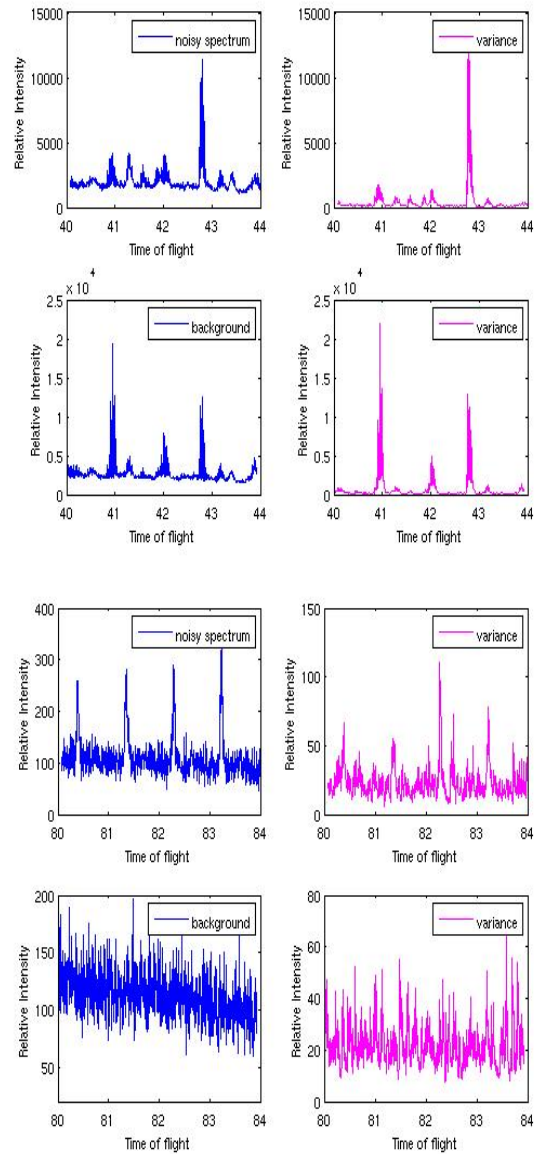 15000 10000 5000 0
Relative Intensity
noisy spectrum
40 41 42 43 44
Time of flight
15000 10000 5000 0
Relative Intensity
variance
40 41 42 43 44
Time of flight
x 10 4
2.5 2 1.5 1 0.5 0
Relative Intensity
background
40 41 42 43 44
Time of flight
x 10 4
2.5 2 1.5 1 0.5 0
Relative Intensity
variance
40 41 42 43 44
Time of flight
400 300 200 100 0
Relative Intensity
noisy spectrum
80 81 82 83 84
Time of flight
150 100 50 0
Relative Intensity
variance
80 81 82 83 84
Time of flight
200 150 100 50
Relative Intensity
background
80 81 82 83 84
Time of flight
80 60 40 20 0
Relative Intensity
variance
80 81 82 83 84
Time of flight